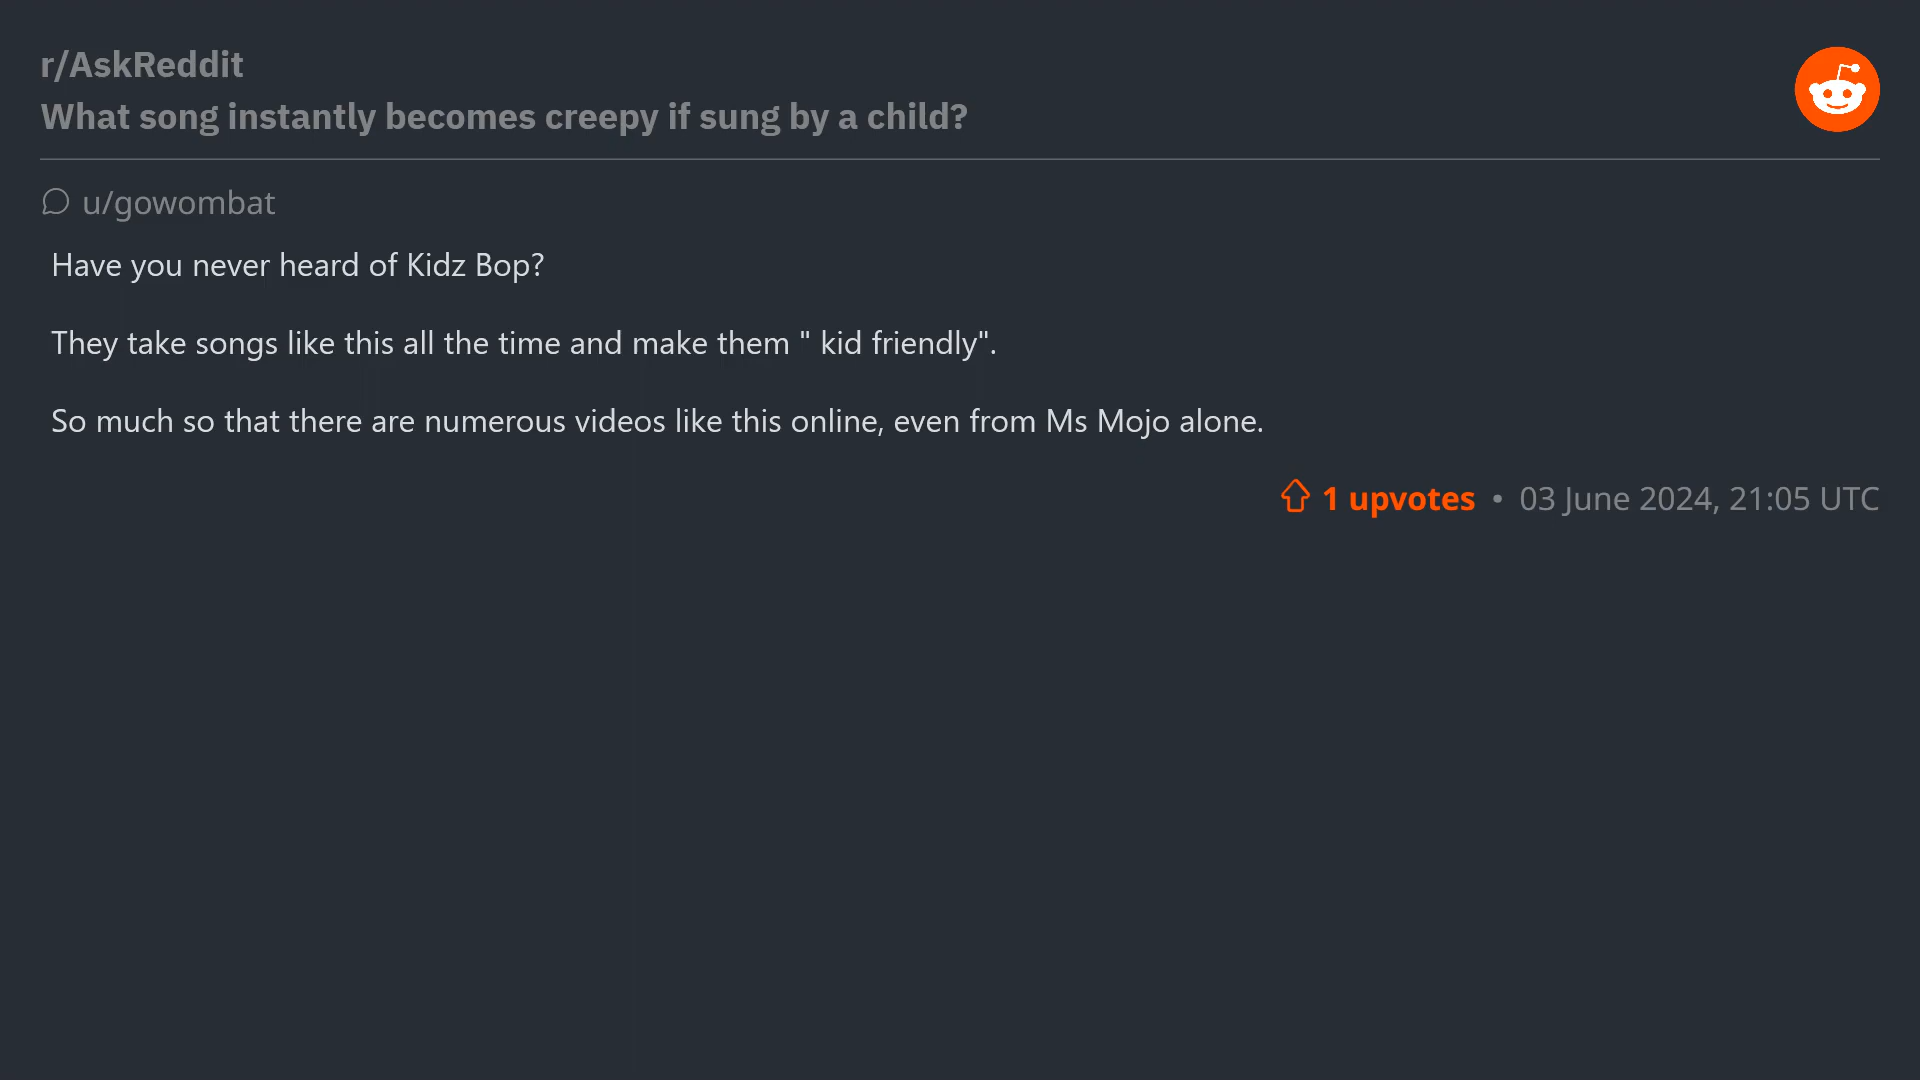 r/AskReddit
What song instantly becomes creepy if sung by a child?
u/gowombat
Have you never heard of Kidz Bop?
They take songs like this all the time and make them " kid friendly".
So much so that there are numerous videos like this online, even from Ms Mojo alone.
1 upvotes • 03 June 2024, 21:05 UTC